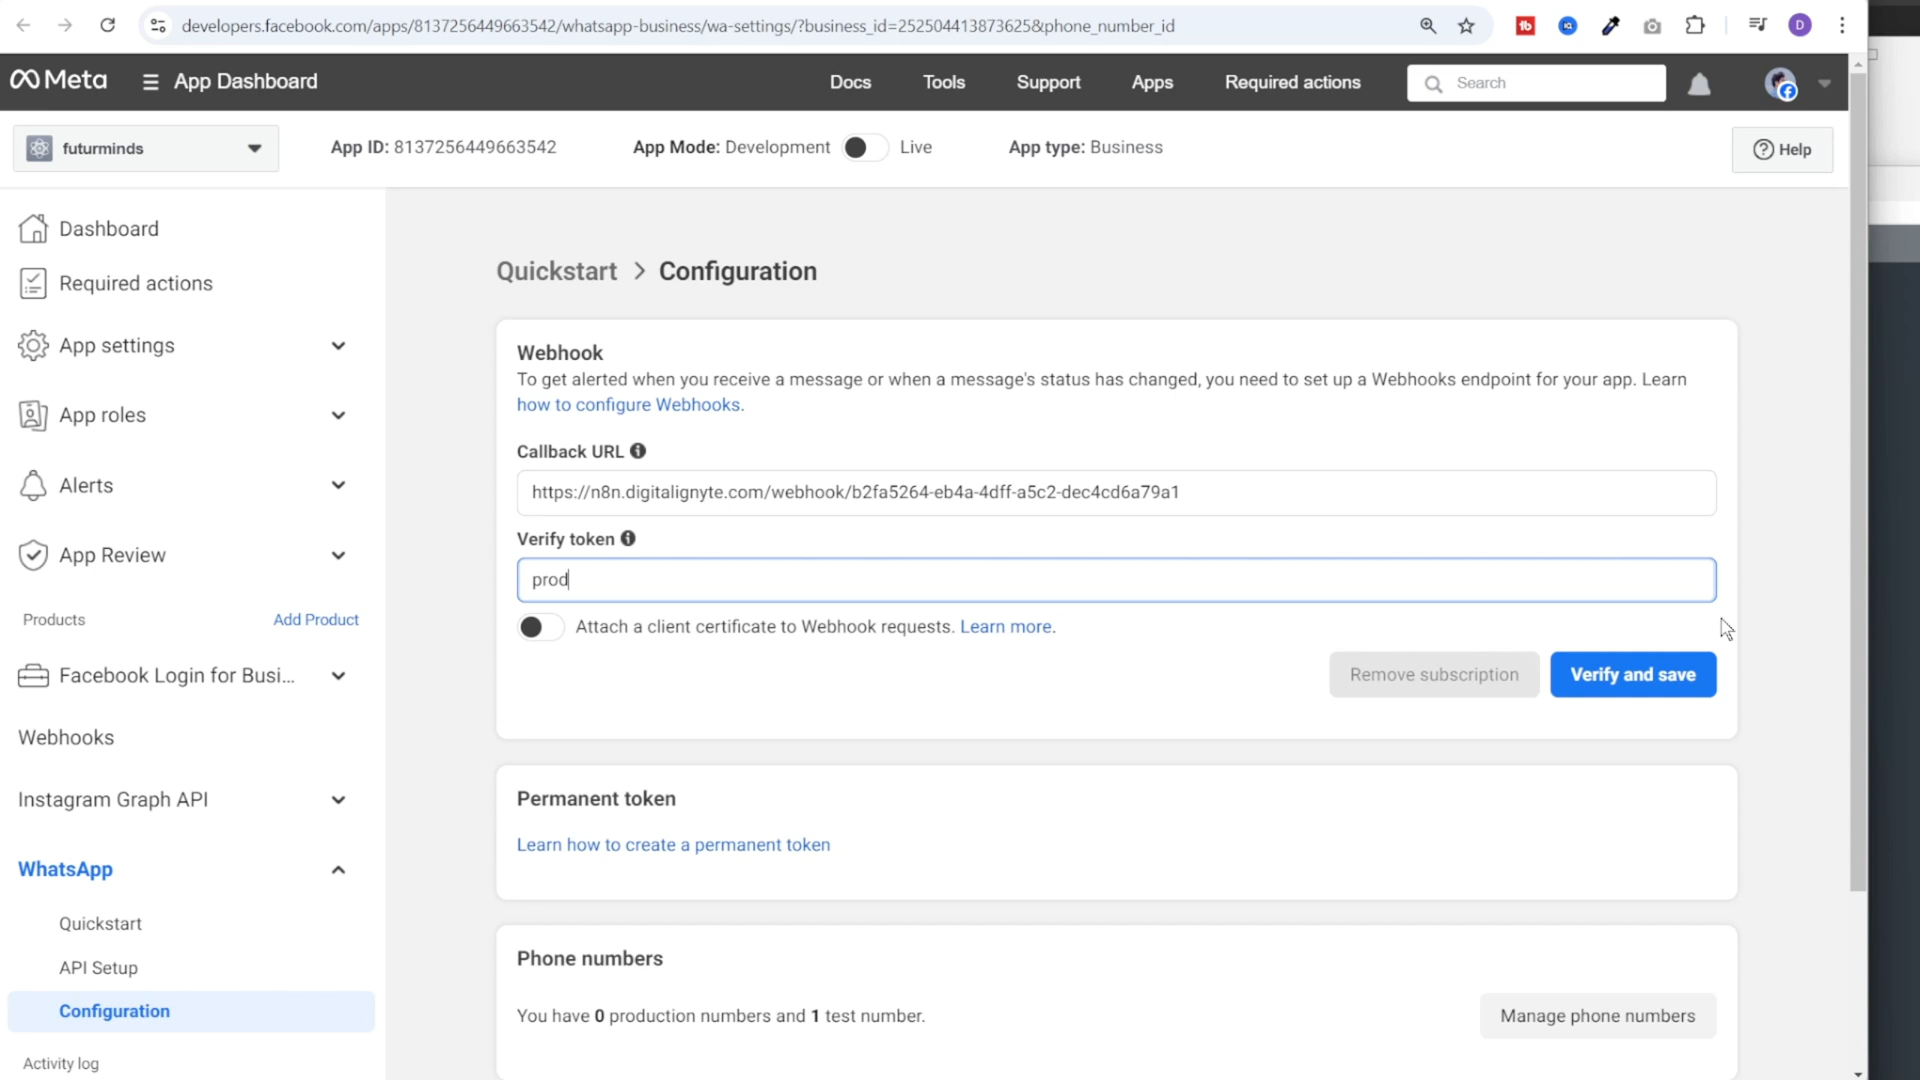 developers.facebook.com/apps/8137256449663542/whatsapp-business/wa-settings/?business_id=252504413873625&phone_number_id
D
Meta
App Dashboard
Docs
Tools
Support
Apps
Required actions
Search
futurminds
App ID: 8137256449663542
App Mode: Development
Live
App type: Business
Help
Dashboard
Required actions
App settings
App roles
Alerts
App Review
Products
Add Product
Facebook Login for Busi...
Webhooks
Instagram Graph API
WhatsApp
Quickstart
API Setup
Configuration
Activity log
Quickstart > Configuration
Webhook
To get alerted when you receive a message or when a message's status has changed, you need to set up a Webhooks endpoint for your app. Learn
how to configure Webhooks.
Callback URL
https://n8n.digitalignyte.com/webhook/b2fa5264-eb4a-4dff-a5c2-dec4cd6a79a1
Verify token
prod
Attach a client certificate to Webhook requests. Learn more.
Remove subscription
Verify and save
Permanent token
Learn how to create a permanent token
Phone numbers
You have 0 production numbers and 1 test number.
Manage phone numbers